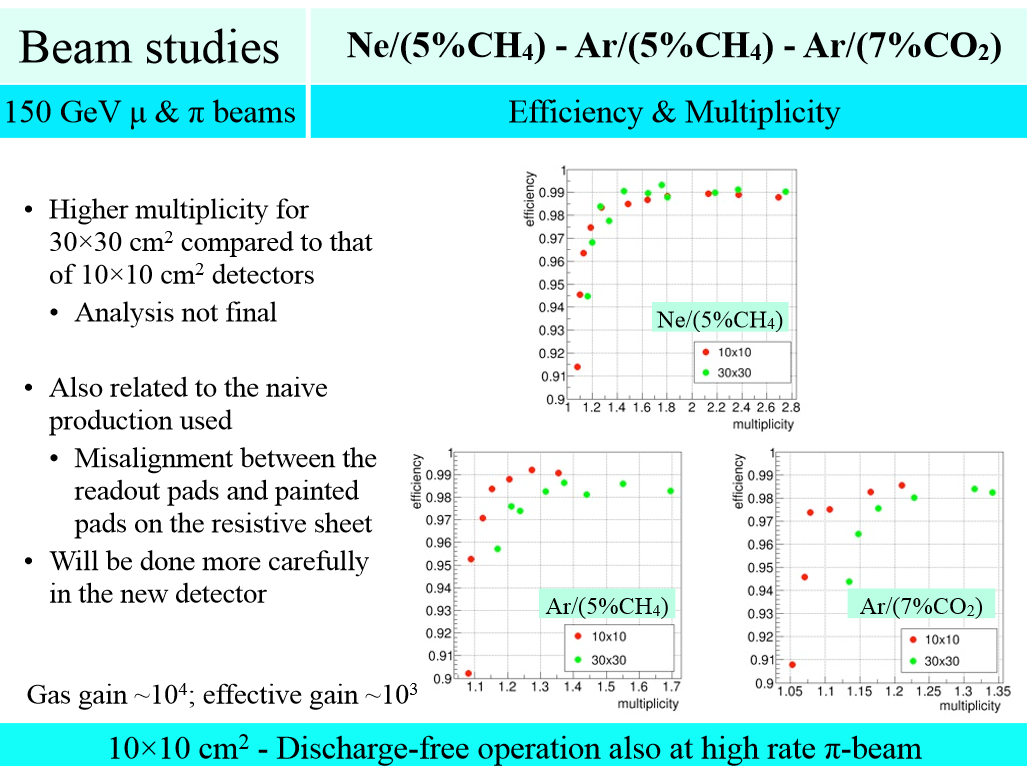 Beam studies
Ne/(5%CH₄) - Ar/(5%CH₄) - Ar/(7%CO₂)
150 GeV μ & π beams
Efficiency & Multiplicity
• Higher multiplicity for
30×30 cm² compared to that
of 10×10 cm² detectors
• Analysis not final
• Also related to the naive
production used
• Misalignment between the
readout pads and painted
pads on the resistive sheet
• Will be done more carefully
in the new detector
Gas gain ~10⁴; effective gain ~10³
efficiency
1
0.99
0.98
0.97
0.96
0.95
0.94
0.93
0.92
0.91
0.9
Ne/(5%CH₄)
10x10
30x30
1 1.2 1.4 1.6 1.8 2 2.2 2.4 2.6 2.8
multiplicity
efficiency
1
0.99
0.98
0.97
0.96
0.95
0.94
0.93
0.92
0.91
0.9
Ar/(5%CH₄)
10x10
30x30
1.1 1.2 1.3 1.4 1.5 1.6 1.7
multiplicity
efficiency
1
0.99
0.98
0.97
0.96
0.95
0.94
0.93
0.92
0.91
0.9
Ar/(7%CO₂)
10x10
30x30
1.05 1.1 1.15 1.2 1.25 1.3 1.35
multiplicity
10×10 cm² - Discharge-free operation also at high rate π-beam